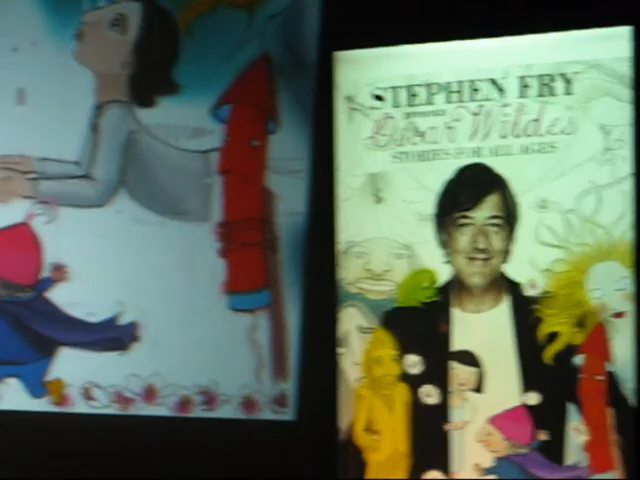 STEPHEN FRY
presents
Oscar Wilde's
STORIES FOR ALL AGES